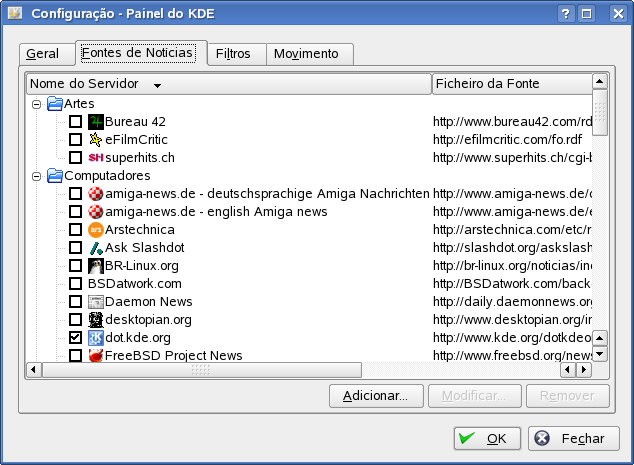 Configuração - Painel do KDE
Geral Fontes de Notícias Filtros Movimento
Nome do Servidor Ficheiro da Fonte
Artes
Bureau 42 http://www.bureau42.com/rd
eFilmCritic http://efilmcritic.com/fo.rdf
superhits.ch http://www.superhits.ch/cgi-b
Computadores
amiga-news.de - deutschsprachige Amiga Nachrichten http://www.amiga-news.de/
amiga-news.de - english Amiga news http://www.amiga-news.de/
Arstechnica http://arstechnica.com/etc/r
Ask Slashdot http://slashdot.org/askslash
BR-Linux.org http://br-linux.org/noticias/in
BSDatwork.com http://BSDatwork.com/back
Daemon News http://daily.daemonnews.org
desktopian.org http://www.desktopian.org/i
dot.kde.org http://www.kde.org/dotkdeo
FreeBSD Project News http://www.freebsd.org/news
Adicionar... Modificar... Remover
OK Fechar